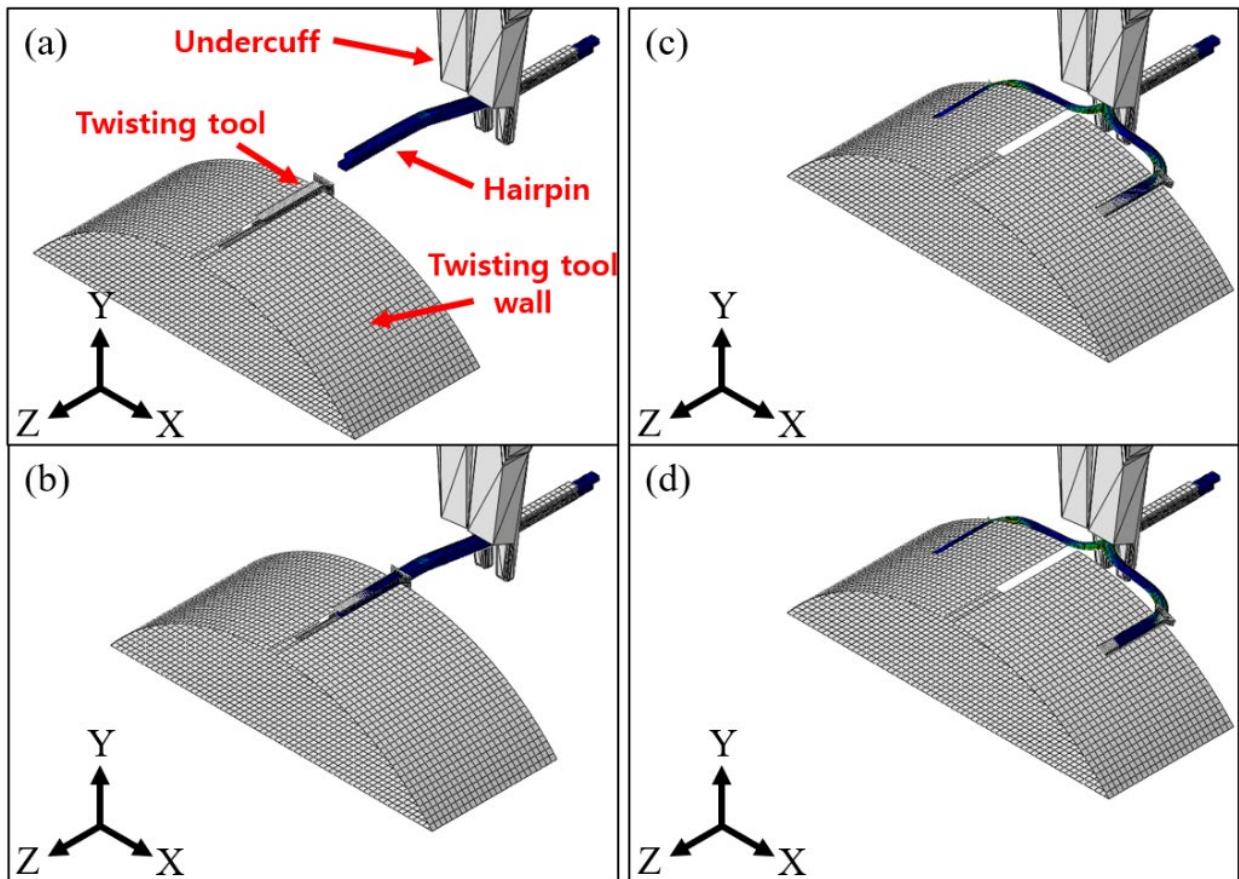 (a)
Undercuff
Twisting tool
Hairpin
Twisting tool
wall
Y
Z
X
(b)
Y
Z
X
(c)
Y
Z
X
(d)
Y
Z
X